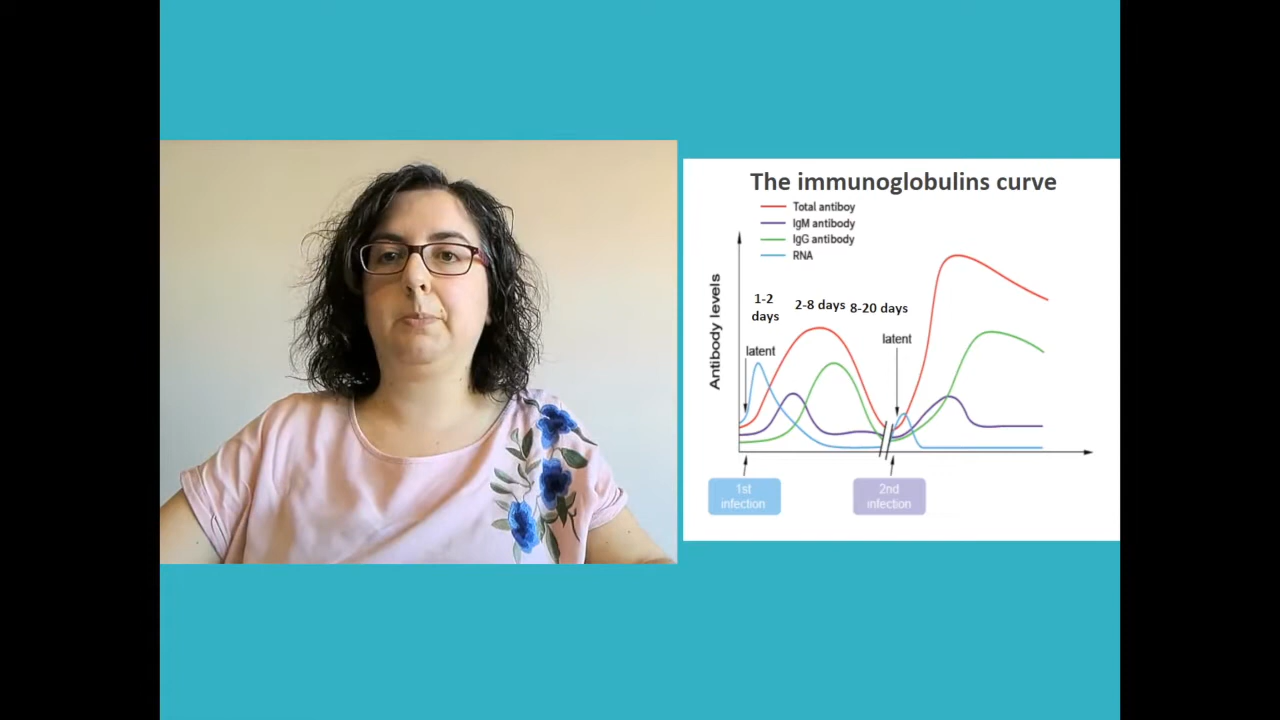 The immunoglobulins curve
Total antiboy
IgM antibody
IgG antibody
RNA
Antibody levels
1-2
days
2-8 days
8-20 days
latent
latent
1st
infection
2nd
infection